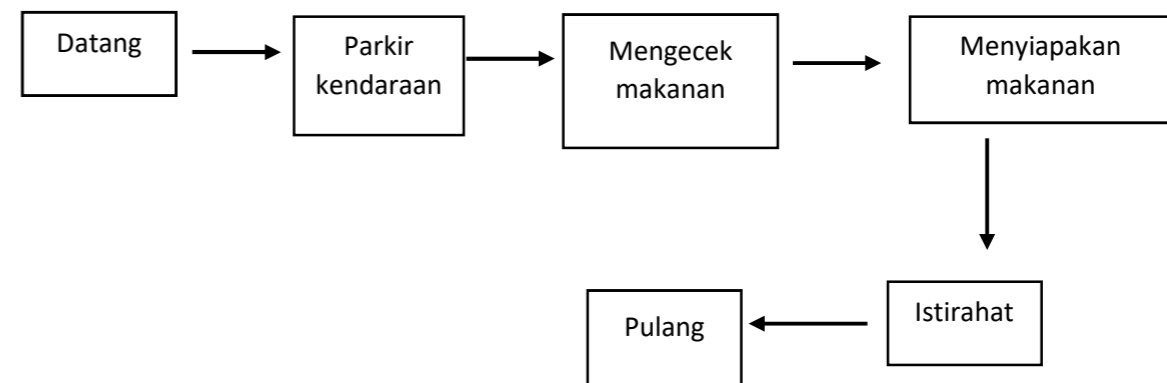 Datang
Parkir
kendaraan
Mengecek
makanan
Menyiapakan
makanan
Istirahat
Pulang